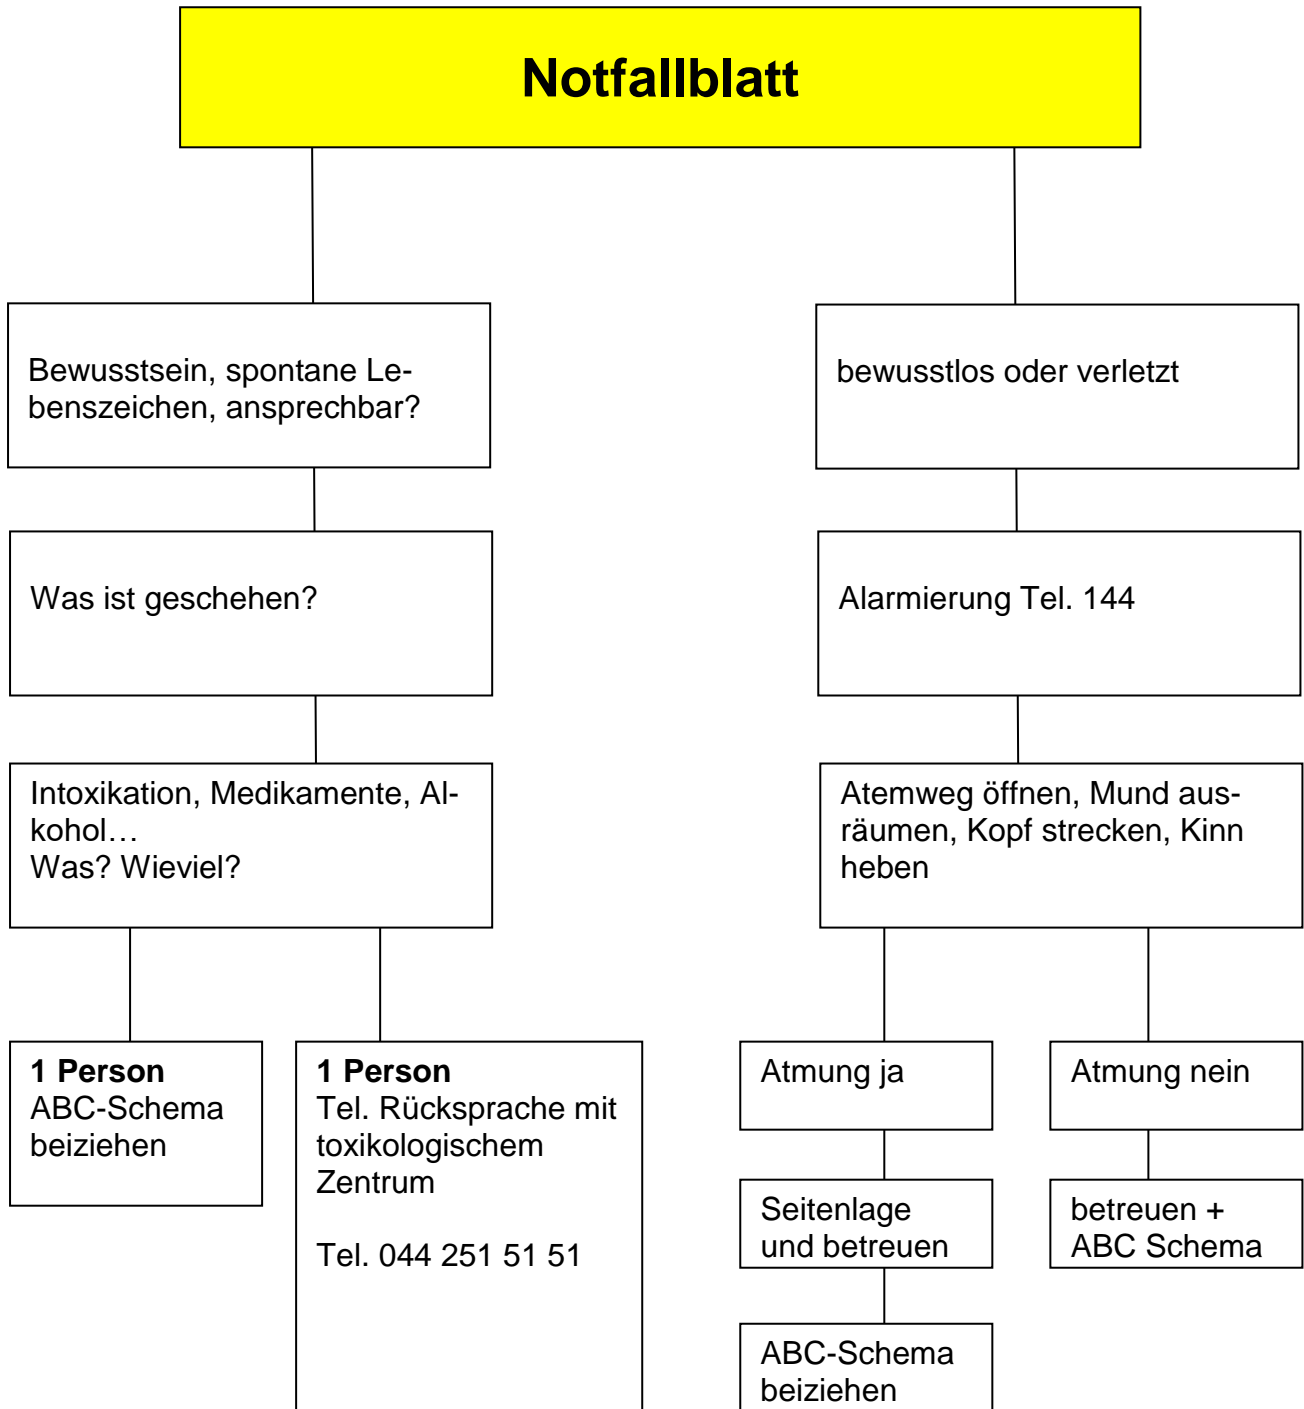 Notfallblatt
Bewusstsein, spontane Le-
benszeichen, ansprechbar?
bewusstlos oder verletzt
Was ist geschehen?
Alarmierung Tel. 144
Intoxikation, Medikamente, Al-
kohol…
Was? Wieviel?
Atemweg öffnen, Mund aus-
räumen, Kopf strecken, Kinn
heben
1 Person
ABC-Schema
beiziehen
1 Person
Tel. Rücksprache mit
toxikologischem
Zentrum
Tel. 044 251 51 51
Atmung ja
Atmung nein
Seitenlage
und betreuen
betreuen +
ABC Schema
ABC-Schema
beiziehen